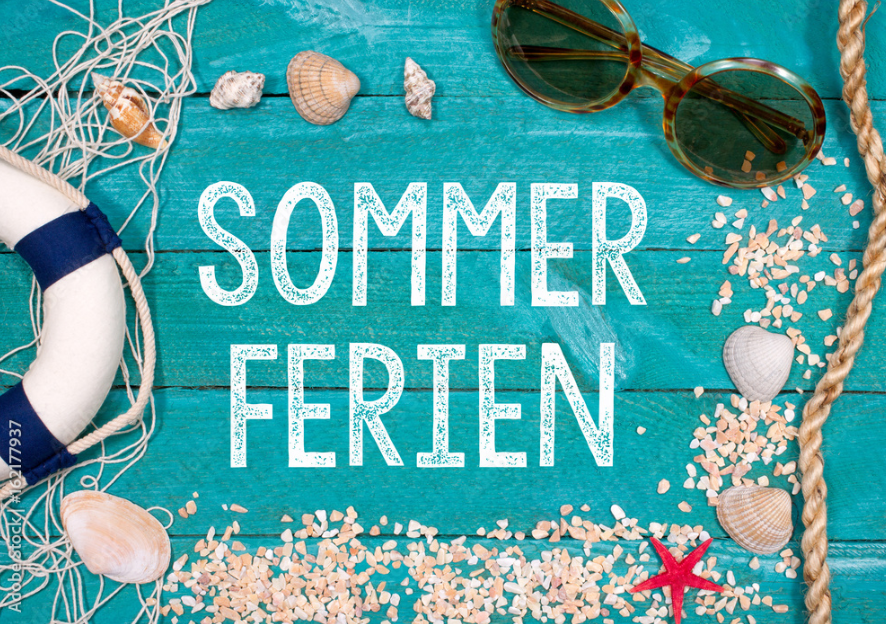 SOMMER
FERIEN
Adobe Stock | #162177937